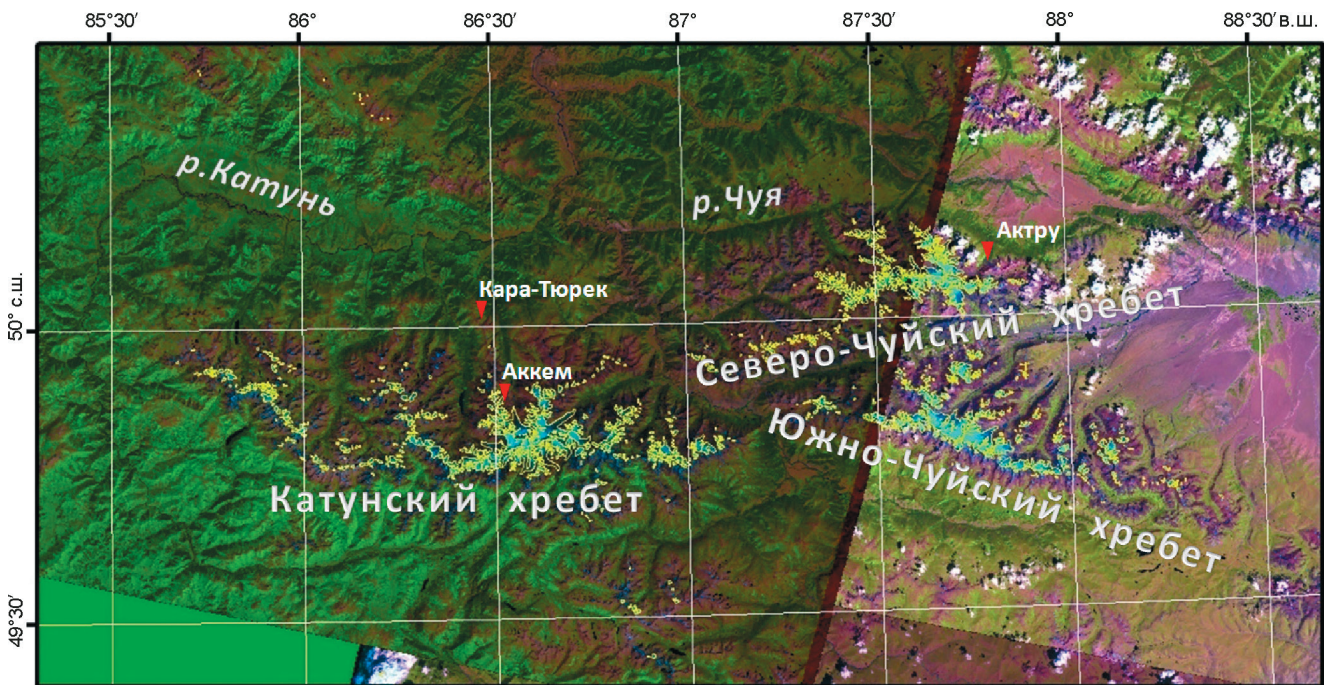 85°30' 86° 86°30' 87° 87°30' 88° 88°30' в.ш.
р.Катунь
р.Чуя
Актру
Кара-Тюрек
50° с.ш.
Северо-Чуйский хребет
Аккем
Южно-Чуйский хребет
Катунский хребет
49°30'